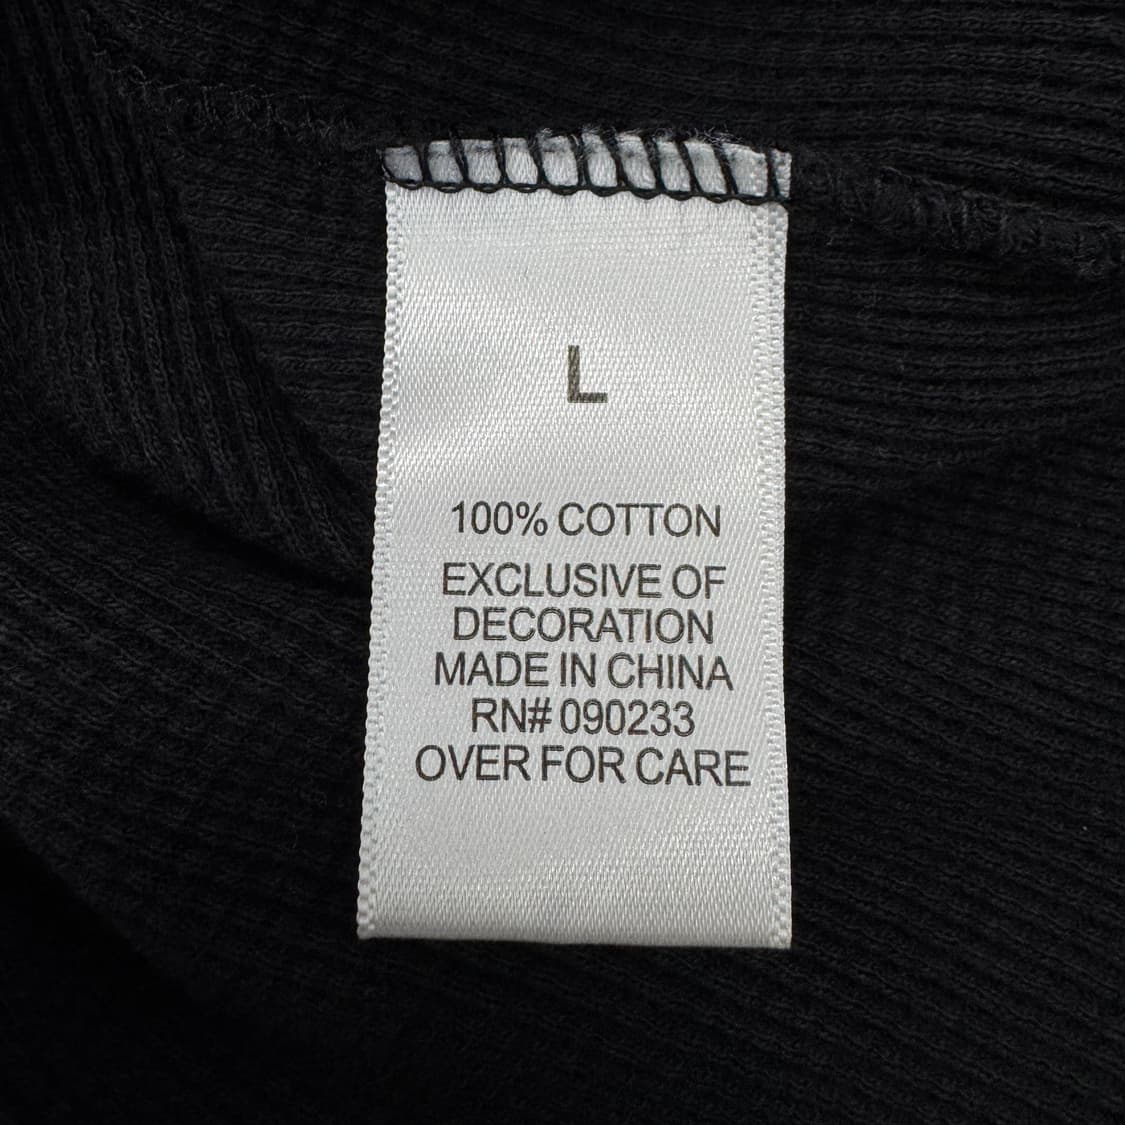 L
100% COTTON
EXCLUSIVE OF
DECORATION
MADE IN CHINA
RN# 090233
OVER FOR CARE